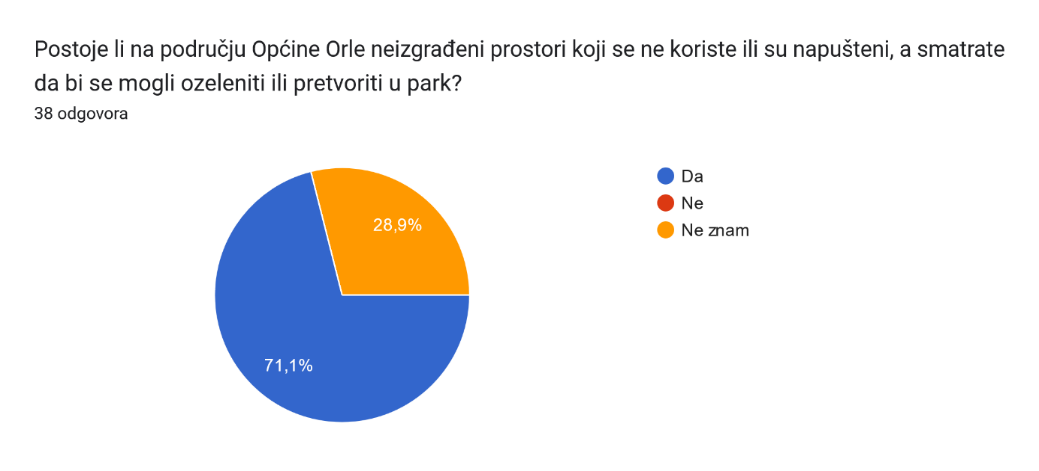 Postoje li na području Općine Orle neizgrađeni prostori koji se ne koriste ili su napušteni, a smatrate
da bi se mogli ozeleniti ili pretvoriti u park?
38 odgovora
Da
Ne
Ne znam
28,9%
71,1%